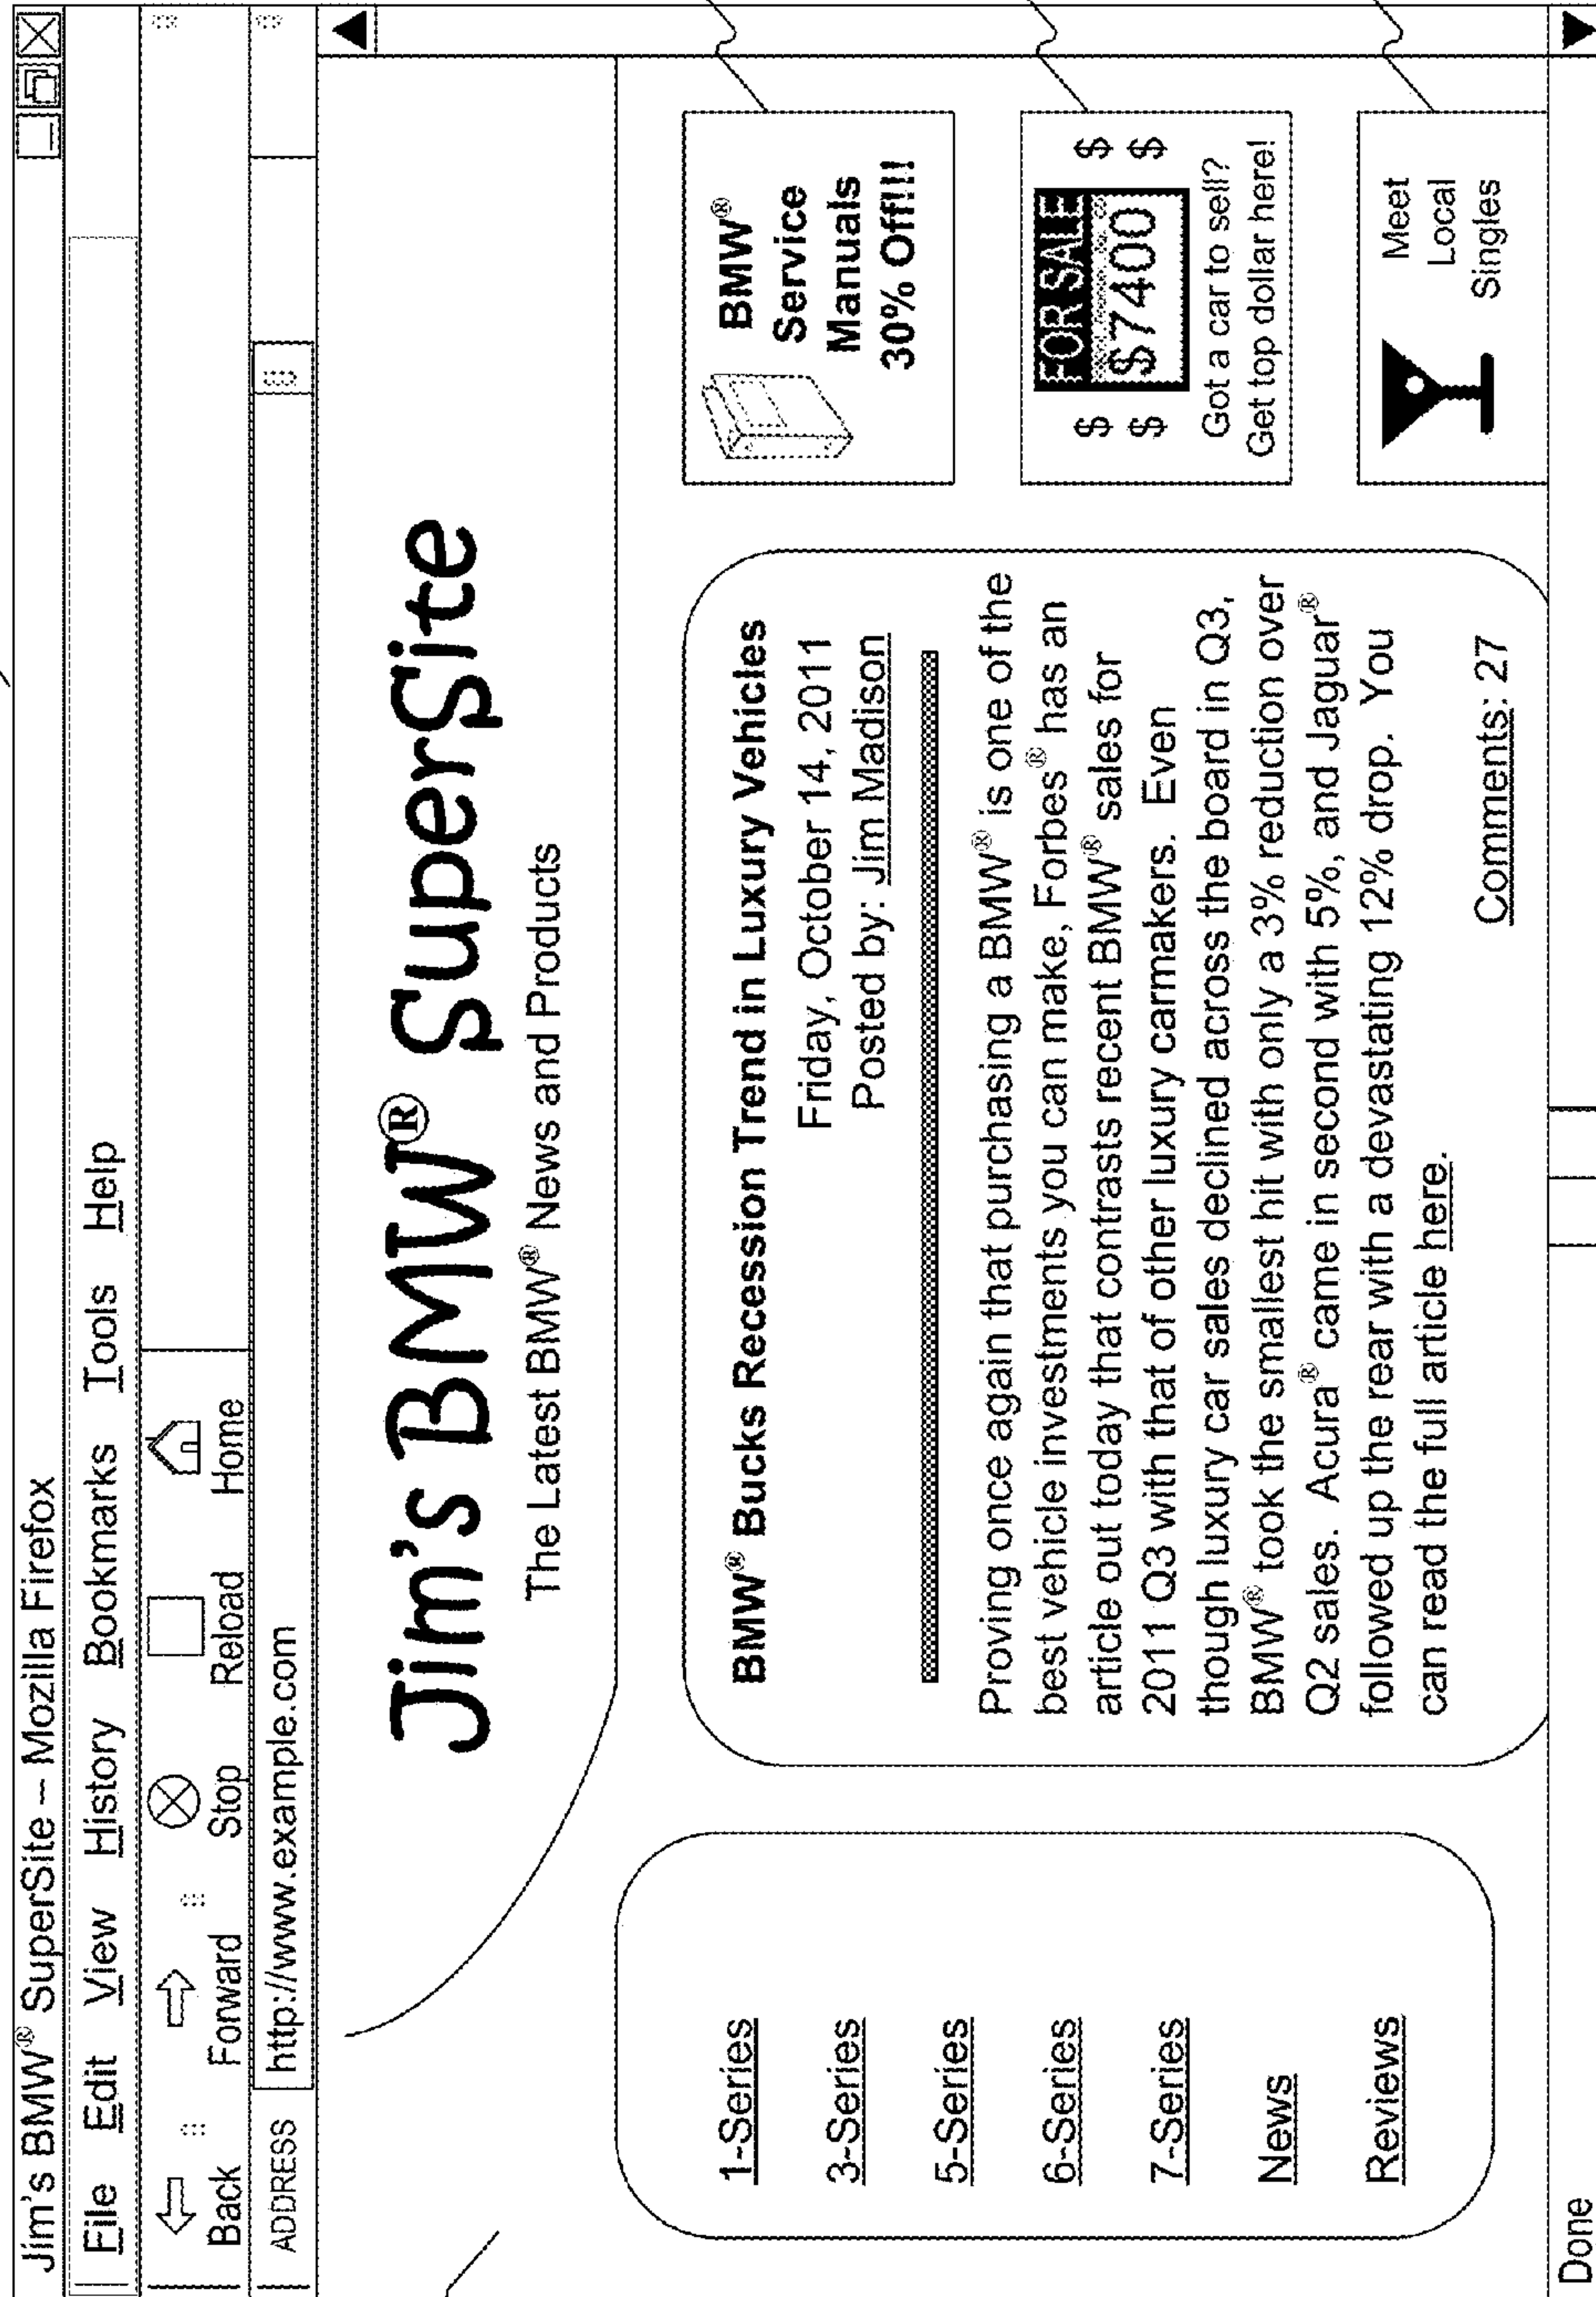 Jim's BMW® SuperSite – Mozilla Firefox
File Edit View History Bookmarks Tools Help
Back Forward Stop Reload Home
ADDRESS http://www.example.com
Jim's BMW® SuperSite
The Latest BMW® News and Products
1-Series
3-Series
5-Series
6-Series
7-Series
News
Reviews
BMW® Bucks Recession Trend in Luxury Vehicles
Friday, October 14, 2011
Posted by: Jim Madison
Proving once again that purchasing a BMW® is one of the
best vehicle investments you can make, Forbes® has an
article out today that contrasts recent BMW® sales for
2011 Q3 with that of other luxury carmakers. Even
though luxury car sales declined across the board in Q3,
BMW® took the smallest hit with only a 3% reduction over
Q2 sales. Acura® came in second with 5%, and Jaguar®
followed up the rear with a devastating 12% drop. You
can read the full article here.
Comments: 27
BMW®
Service
Manuals
30% Off!!!
$ FOR SALE $
$ $7400 $
Got a car to sell?
Get top dollar here!
Meet
Local
Singles
Done